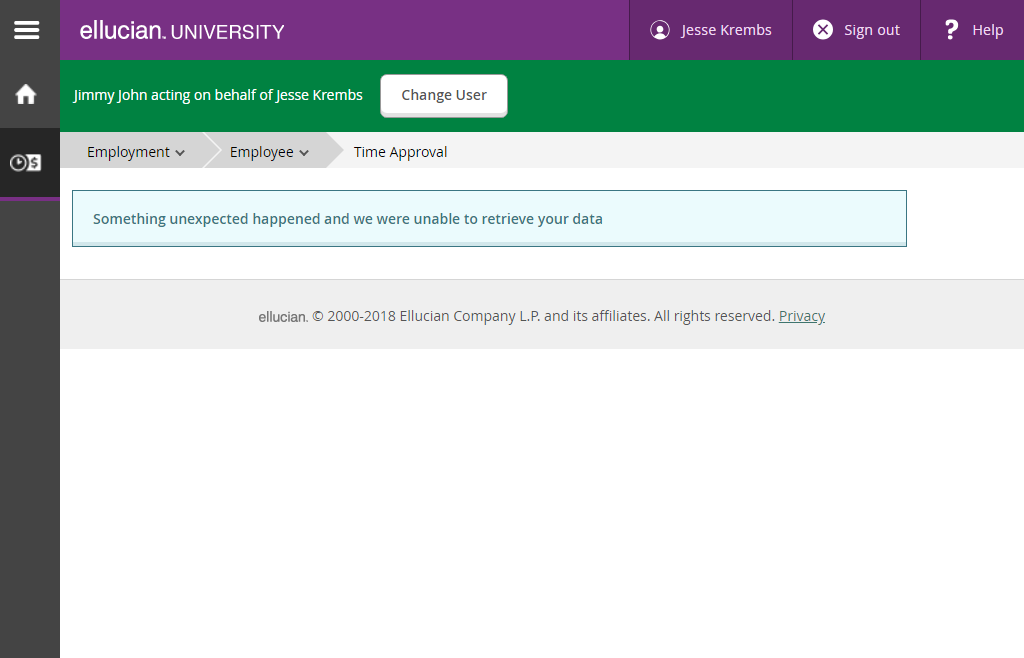 ellucian. UNIVERSITY
Jesse Krembs
Sign out
? Help
Jimmy John acting on behalf of Jesse Krembs
Change User
Employment
Employee
Time Approval
$
Something unexpected happened and we were unable to retrieve your data
ellucian. © 2000-2018 Ellucian Company L.P. and its affiliates. All rights reserved. Privacy